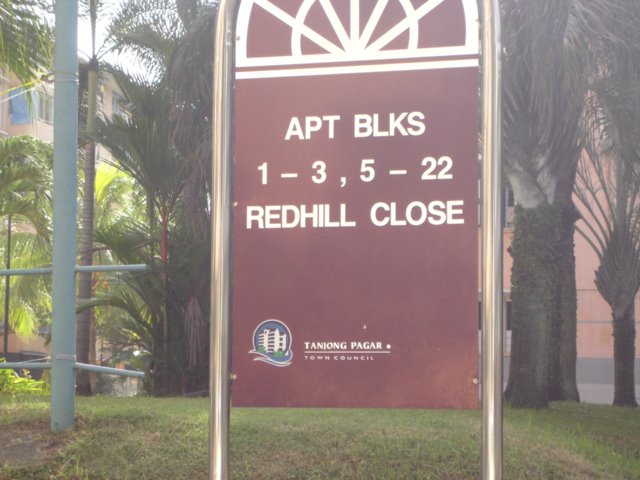 APT BLKS
1 – 3 , 5 – 22
REDHILL CLOSE
TANJONG PAGAR
TOWN COUNCIL